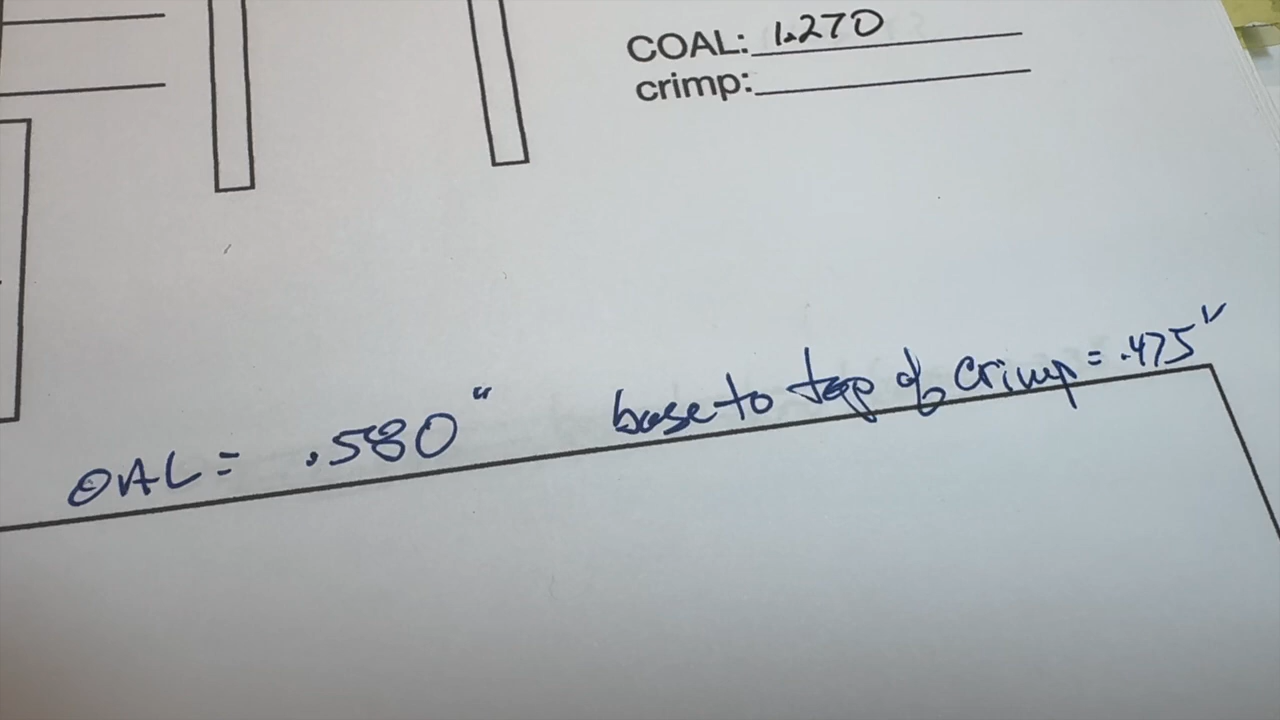 COAL: 1.270
crimp:
OAL = .580" base to top of crimp = .475"